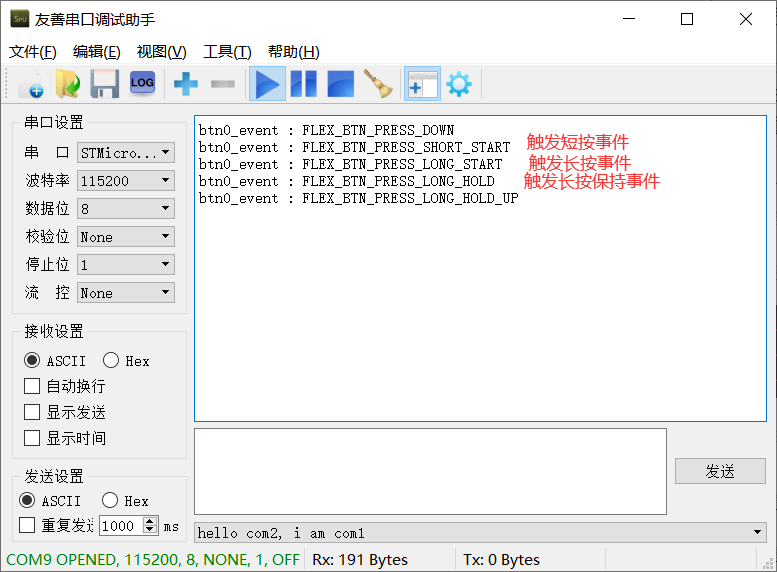 SPU 友善串口调试助手
文件(F) 编辑(E) 视图(V) 工具(T) 帮助(H)
LOG
串口设置
串 口 STMicro...
波特率 115200
数据位 8
校验位 None
停止位 1
流 控 None
接收设置
ASCII Hex
自动换行
显示发送
显示时间
发送设置
ASCII Hex
重复发送 1000 ms
btn0_event : FLEX_BTN_PRESS_DOWN
btn0_event : FLEX_BTN_PRESS_SHORT_START 触发短按事件
btn0_event : FLEX_BTN_PRESS_LONG_START 触发长按事件
btn0_event : FLEX_BTN_PRESS_LONG_HOLD 触发长按保持事件
btn0_event : FLEX_BTN_PRESS_LONG_HOLD_UP
发送
hello com2, i am com1
COM9 OPENED, 115200, 8, NONE, 1, OFF Rx: 191 Bytes Tx: 0 Bytes